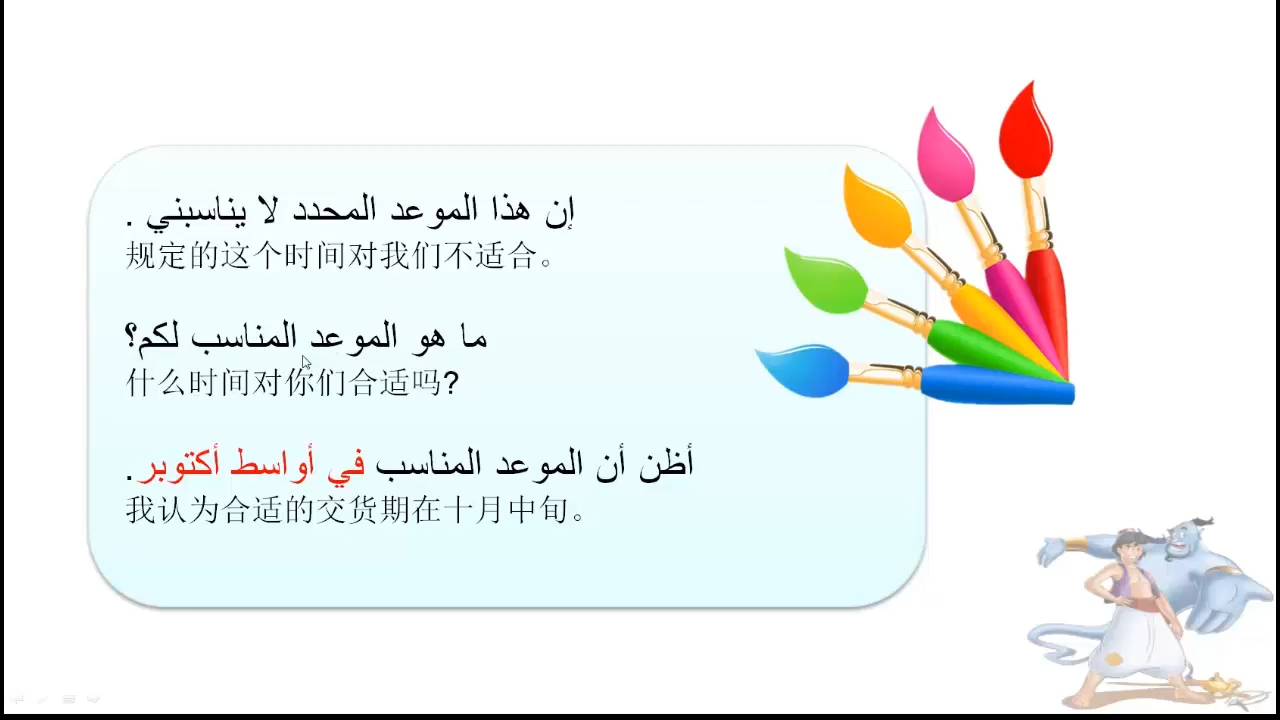 إن هذا الموعد المحدد لا يناسبني .
规定的这个时间对我们不适合。
ما هو الموعد المناسب لكم؟
什么时间对你们合适吗?
أظن أن الموعد المناسب في أواسط أكتوبر.
我认为合适的交货期在十月中旬。